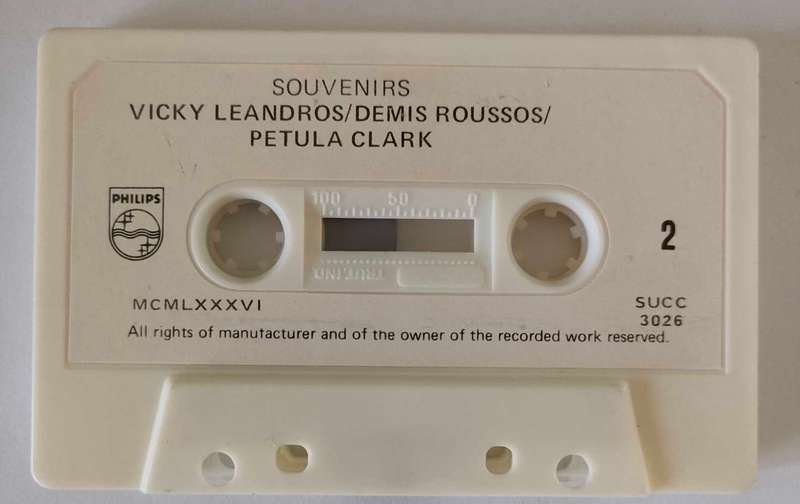 SOUVENIRS
VICKY LEANDROS/DEMIS ROUSSOS/
PETULA CLARK
PHILIPS
100 50 0
2
MCMLXXXVI
SUCC
3026
All rights of manufacturer and of the owner of the recorded work reserved.